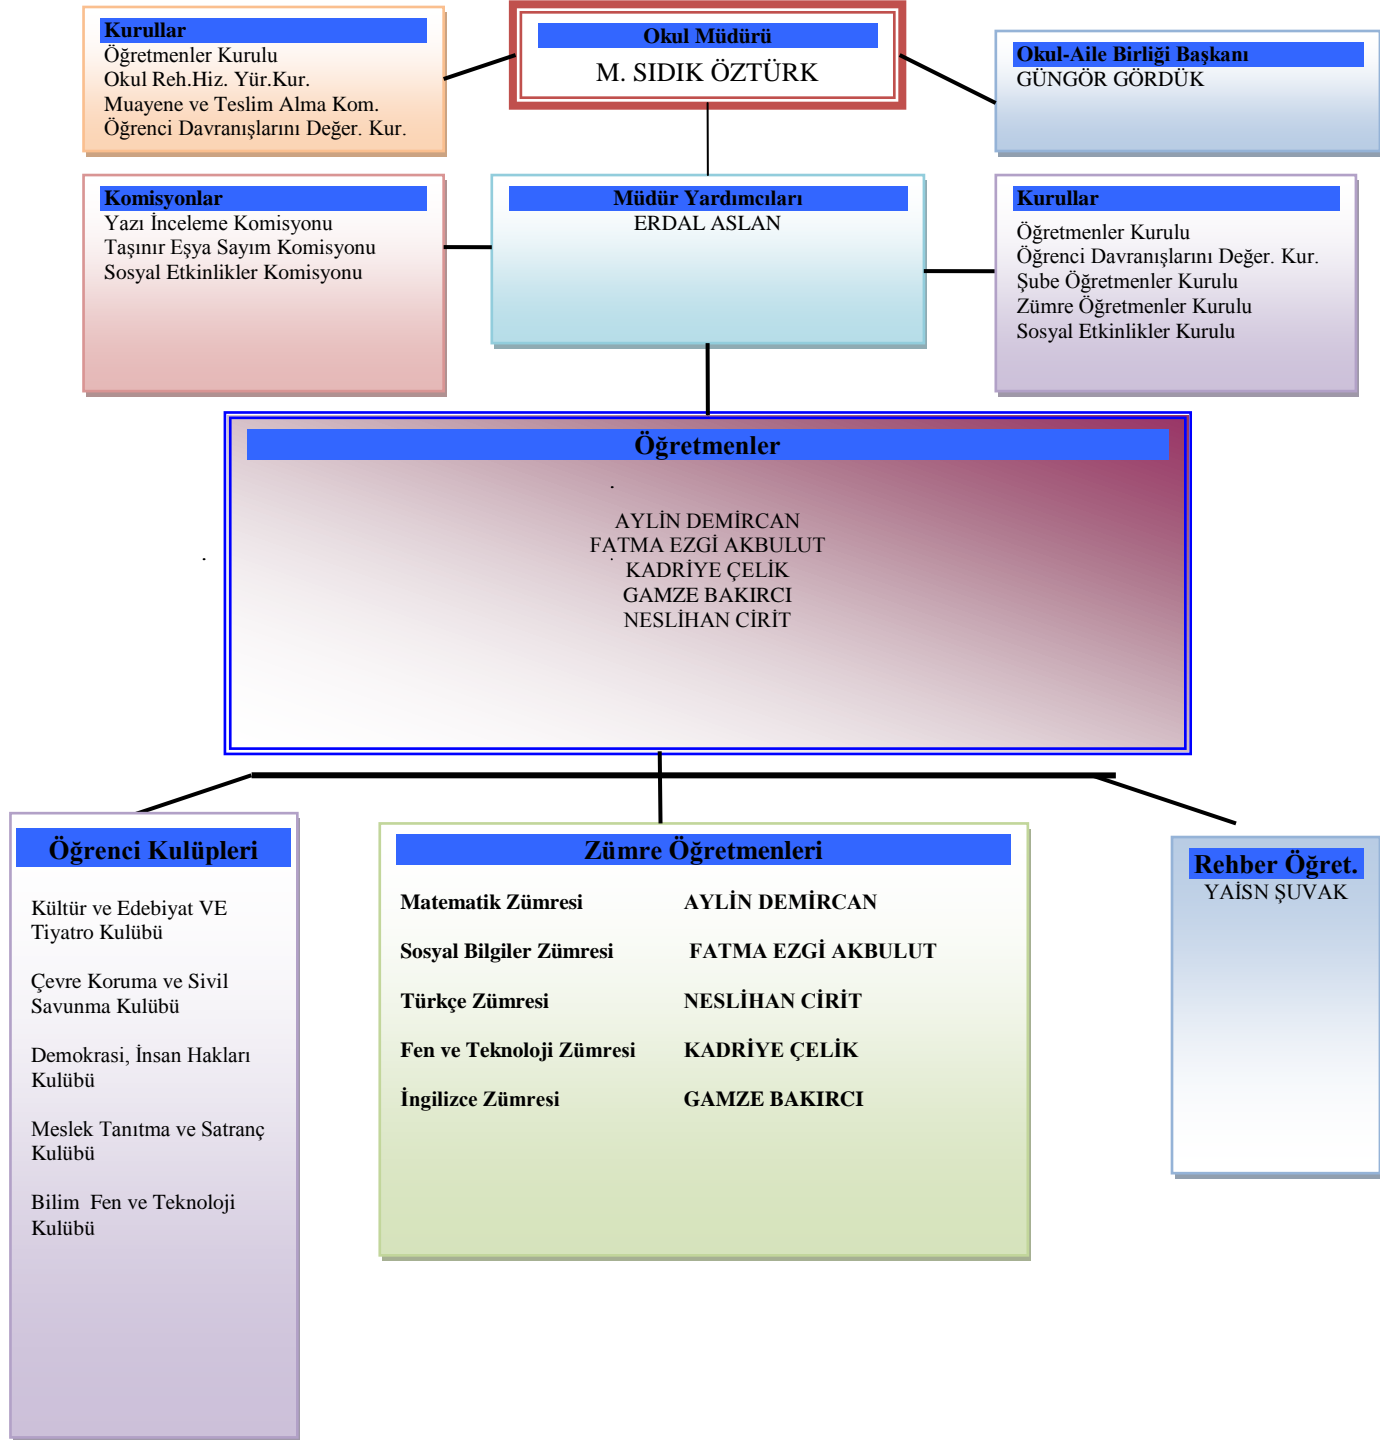 Kurullar
Öğretmenler Kurulu
Okul Reh.Hiz. Yür.Kur.
Muayene ve Teslim Alma Kom.
Öğrenci Davranışlarını Değer. Kur.
Okul Müdürü
M. SIDIK ÖZTÜRK
Okul-Aile Birliği Başkanı
GÜNGÖR GÖRDÜK
Komisyonlar
Yazı İnceleme Komisyonu
Taşınır Eşya Sayım Komisyonu
Sosyal Etkinlikler Komisyonu
Müdür Yardımcıları
ERDAL ASLAN
Kurullar
Öğretmenler Kurulu
Öğrenci Davranışlarını Değer. Kur.
Şube Öğretmenler Kurulu
Zümre Öğretmenler Kurulu
Sosyal Etkinlikler Kurulu
Öğretmenler
AYLİN DEMİRCAN
FATMA EZGİ AKBULUT
KADRİYE ÇELİK
GAMZE BAKIRCI
NESLİHAN CİRİT
Öğrenci Kulüpleri
Kültür ve Edebiyat VE
Tiyatro Kulübü
Çevre Koruma ve Sivil
Savunma Kulübü
Demokrasi, İnsan Hakları
Kulübü
Meslek Tanıtma ve Satranç
Kulübü
Bilim  Fen ve Teknoloji
Kulübü
Zümre Öğretmenleri
Matematik Zümresi AYLİN DEMİRCAN
Sosyal Bilgiler Zümresi FATMA EZGİ AKBULUT
Türkçe Zümresi NESLİHAN CİRİT
Fen ve Teknoloji Zümresi KADRİYE ÇELİK
İngilizce Zümresi GAMZE BAKIRCI
Rehber Öğret.
YAİSN ŞUVAK